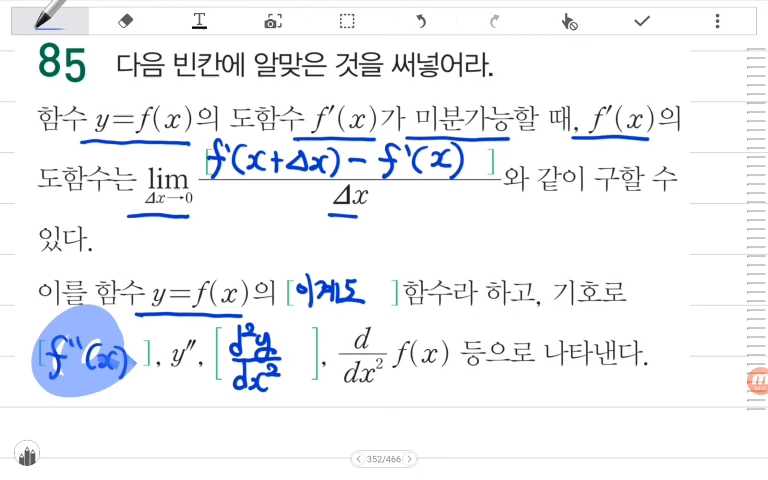 T
85 다음 빈칸에 알맞은 것을 써넣어라.
함수 y=f(x)의 도함수 f′(x)가 미분가능할 때, f′(x)의
도함수는 lim Δx→0 [f′(x+Δx) − f′(x)] / Δx 와 같이 구할 수
있다.
이를 함수 y=f(x)의 [이계도]함수라 하고, 기호로
[f″(x)], y″, [d²y/dx²], d/dx² f(x) 등으로 나타낸다.
352/466